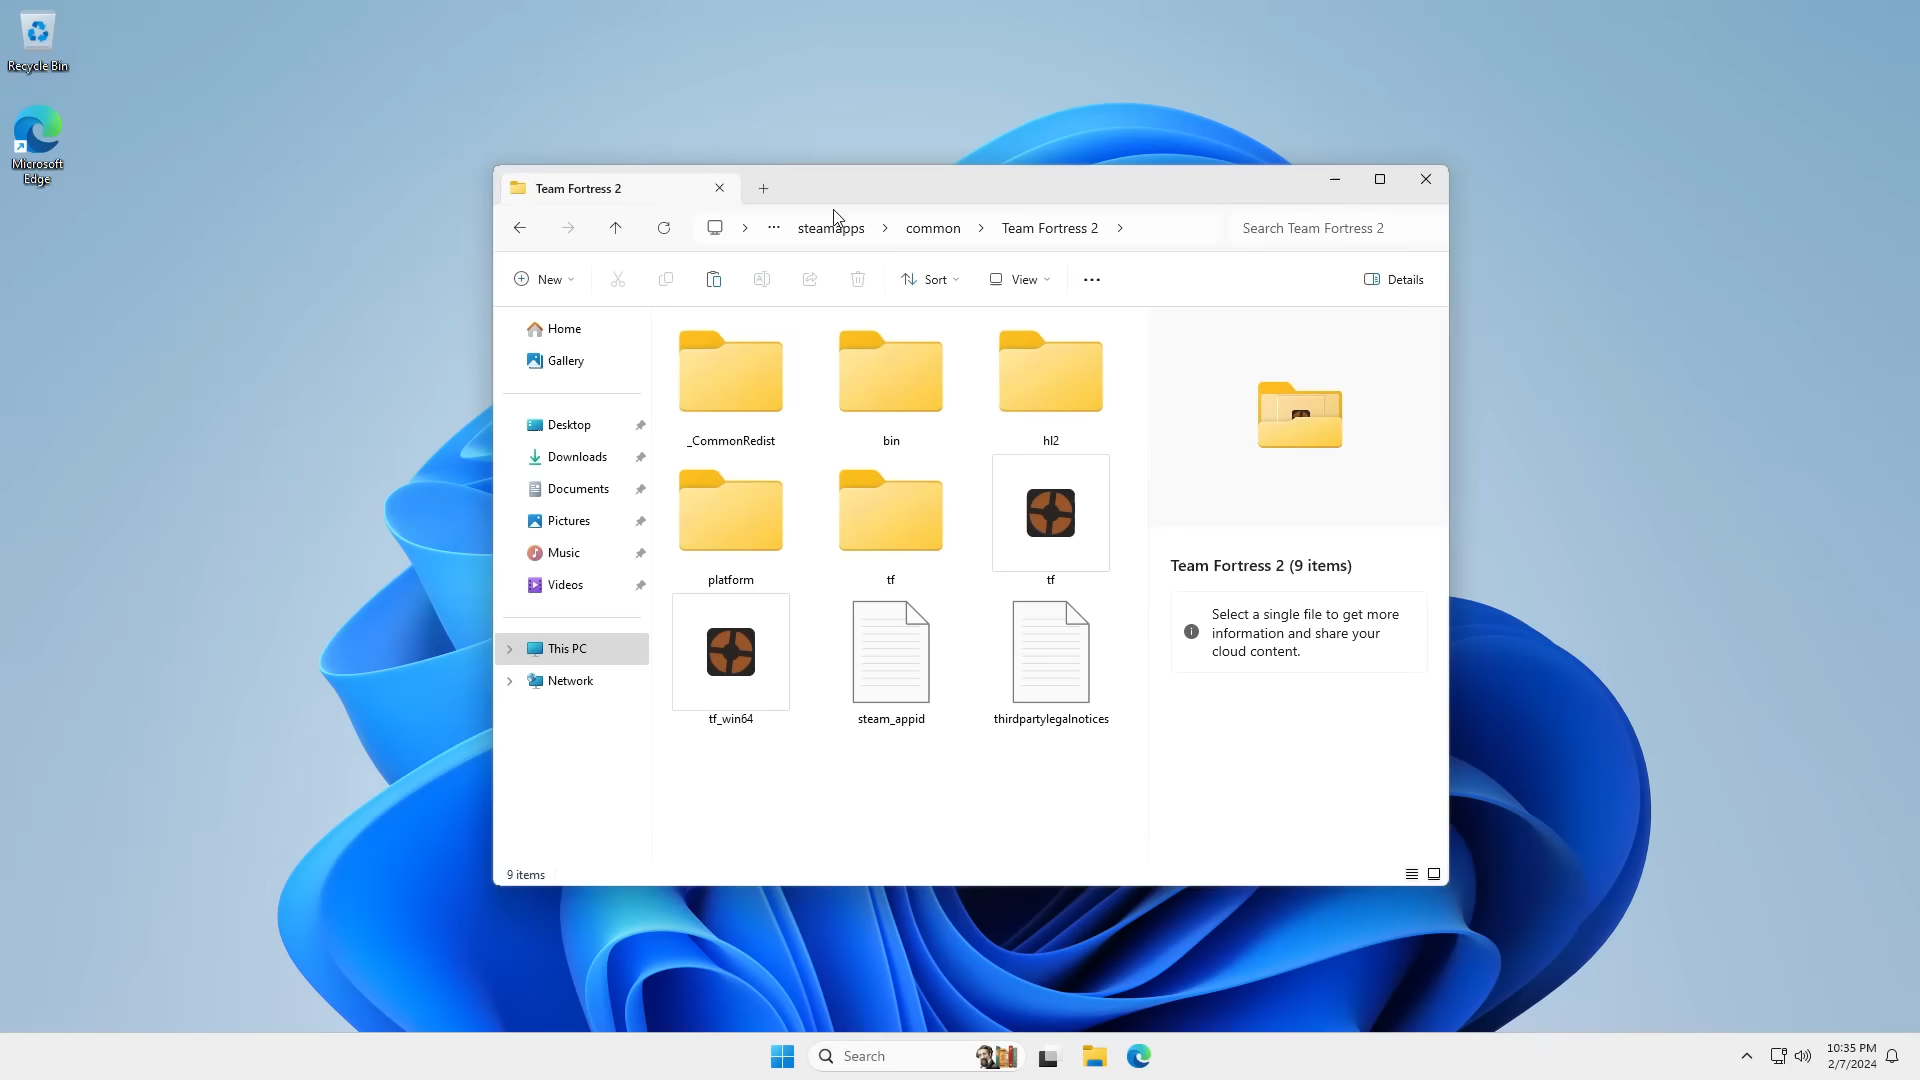 Recycle Bin
Microsoft
Edge
Team Fortress 2
steamapps
common
Team Fortress 2
Search Team Fortress 2
New
Sort
View
Details
Home
Gallery
Desktop
Downloads
Documents
Pictures
Music
Videos
This PC
Network
_CommonRedist
bin
hl2
platform
tf
tf
tf_win64
steam_appid
thirdpartylegalnotices
Team Fortress 2 (9 items)
Select a single file to get more
information and share your
cloud content.
9 items
Search
10:35 PM
2/7/2024